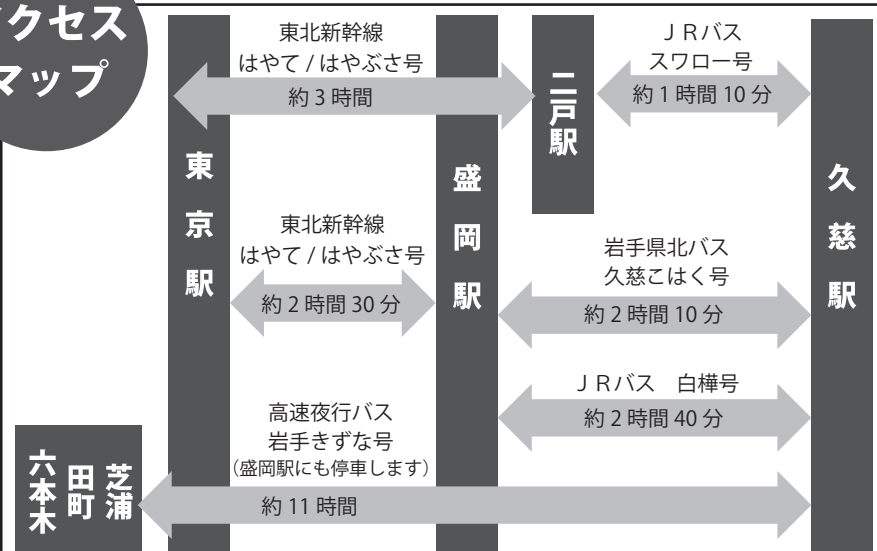 クセス
マップ
東北新幹線
はやて / はやぶさ号
約 3 時間
ＪＲバス
スワロー号
約 1 時間 10 分
東京駅
盛岡駅
二戸駅
久慈駅
東北新幹線
はやて / はやぶさ号
約 2 時間 30 分
岩手県北バス
久慈こはく号
約 2 時間 10 分
ＪＲバス　白樺号
約 2 時間 40 分
高速夜行バス
岩手きずな号
（盛岡駅にも停車します）
約 11 時間
芝浦
田町
六本木